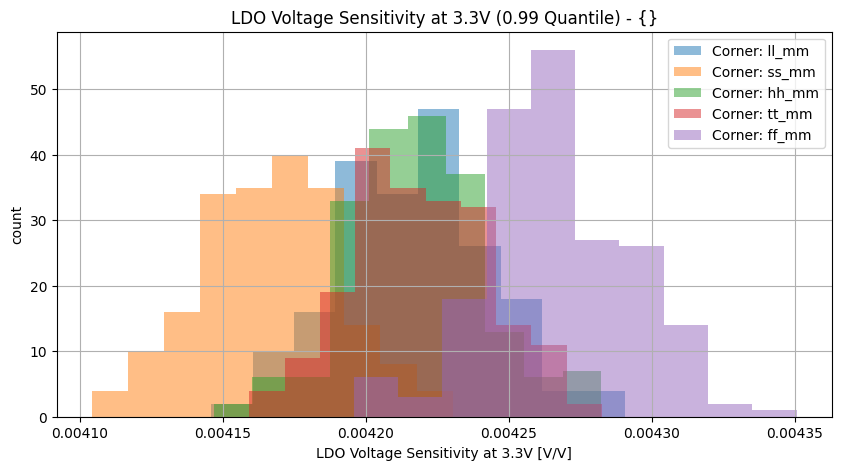 LDO Voltage Sensitivity at 3.3V (0.99 Quantile) - {}
Corner: ll_mm
Corner: ss_mm
Corner: hh_mm
Corner: tt_mm
Corner: ff_mm
50
40
30
20
10
0
count
0.00410 0.00415 0.00420 0.00425 0.00430 0.00435
LDO Voltage Sensitivity at 3.3V [V/V]